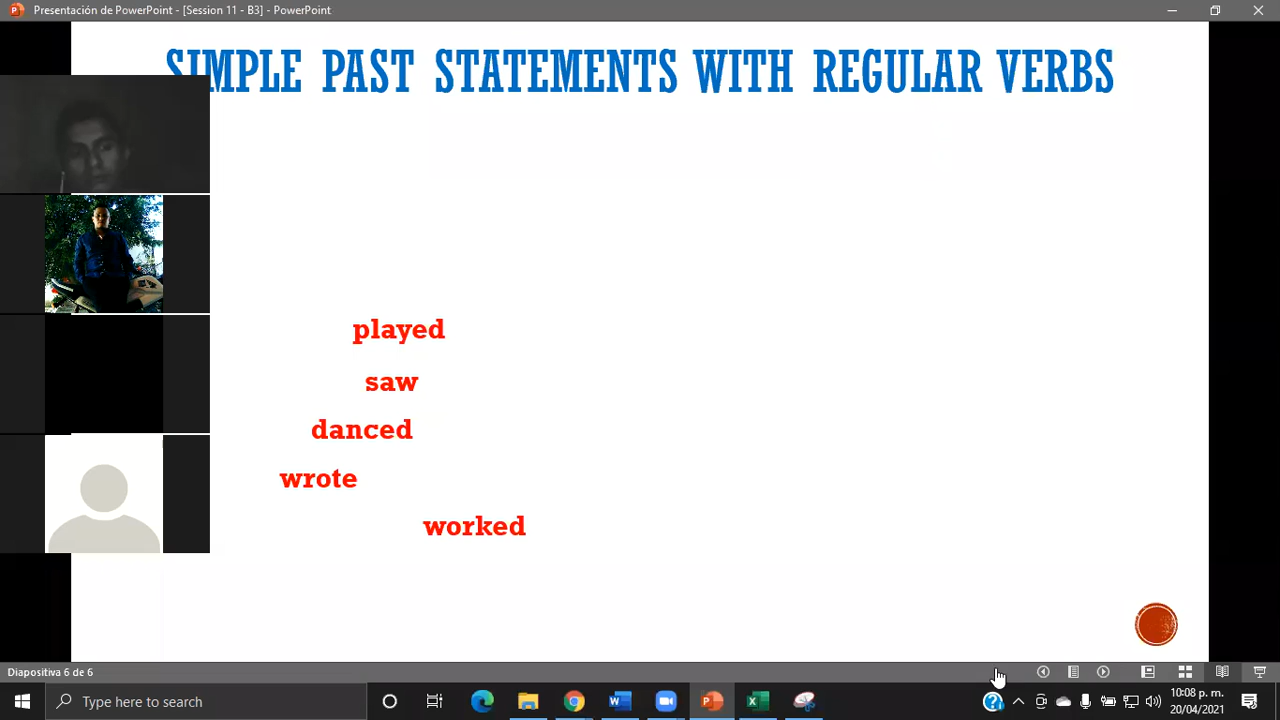 Presentación de PowerPoint - [Session 11 - B3] - PowerPoint
SIMPLE PAST STATEMENTS WITH REGULAR VERBS
played
saw
danced
wrote
worked
Diapositiva 6 de 6
Type here to search
10:08 p. m.
20/04/2021